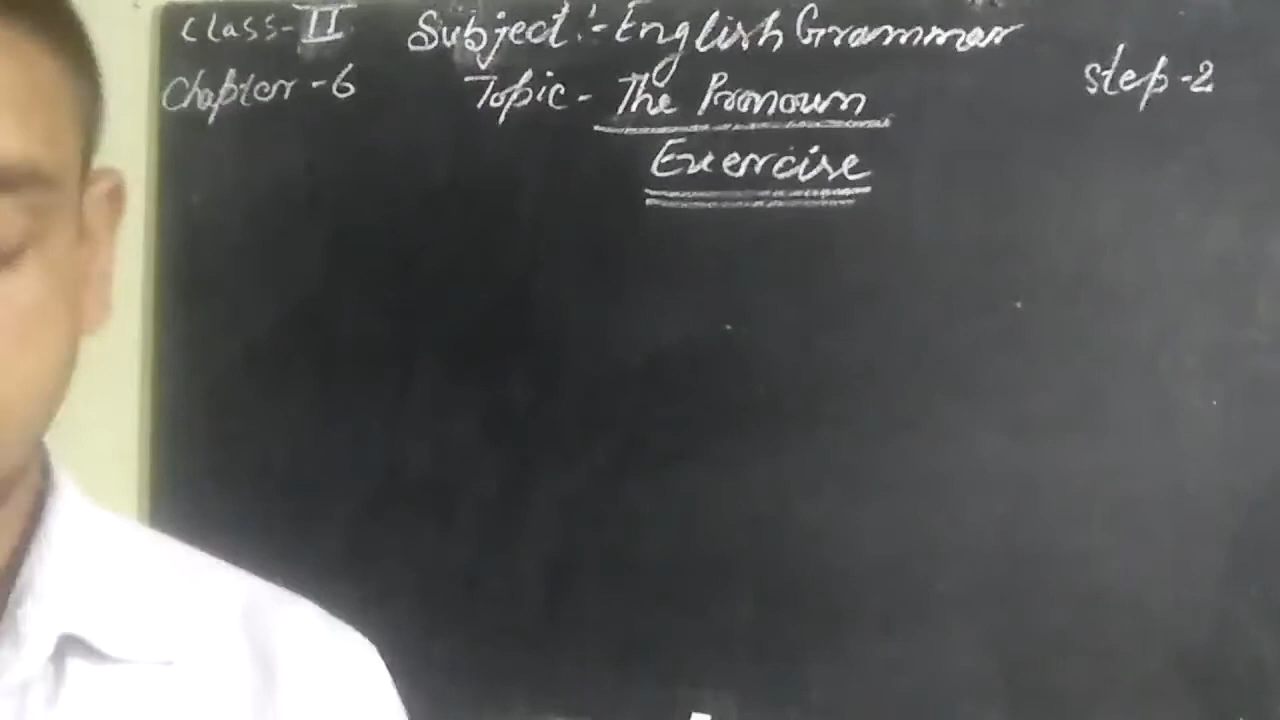 Class-II Subject:-English Grammar
Chapter-6 Topic- The Pronoun Step-2
Exercise